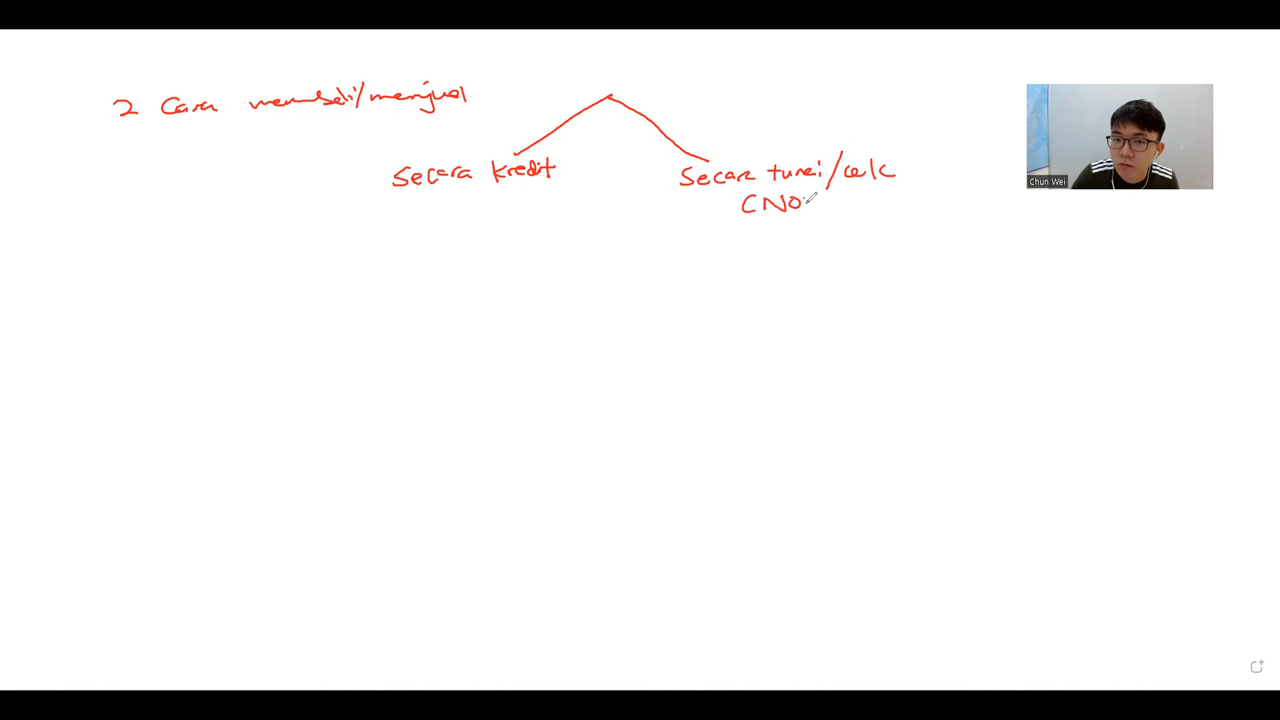 2 Cara membeli/menjual
Secara kredit
Secara tunai/cek
CNO
Chun Wei